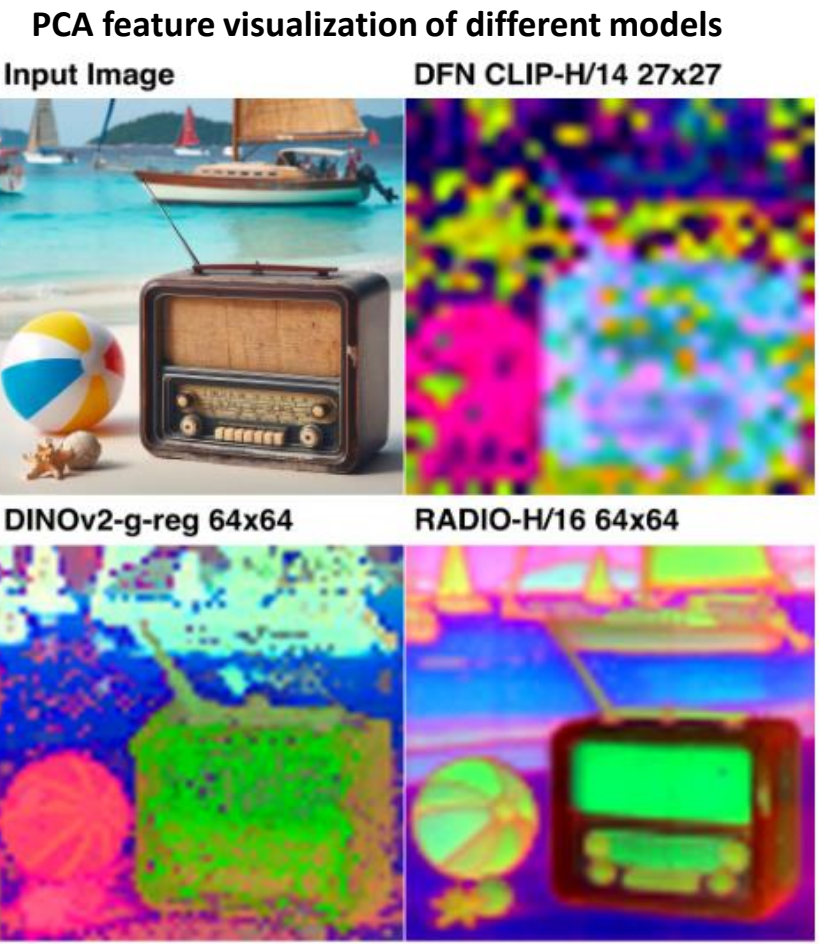 PCA feature visualization of different models
Input Image
DFN CLIP-H/14 27x27
DINOv2-g-reg 64x64
RADIO-H/16 64x64